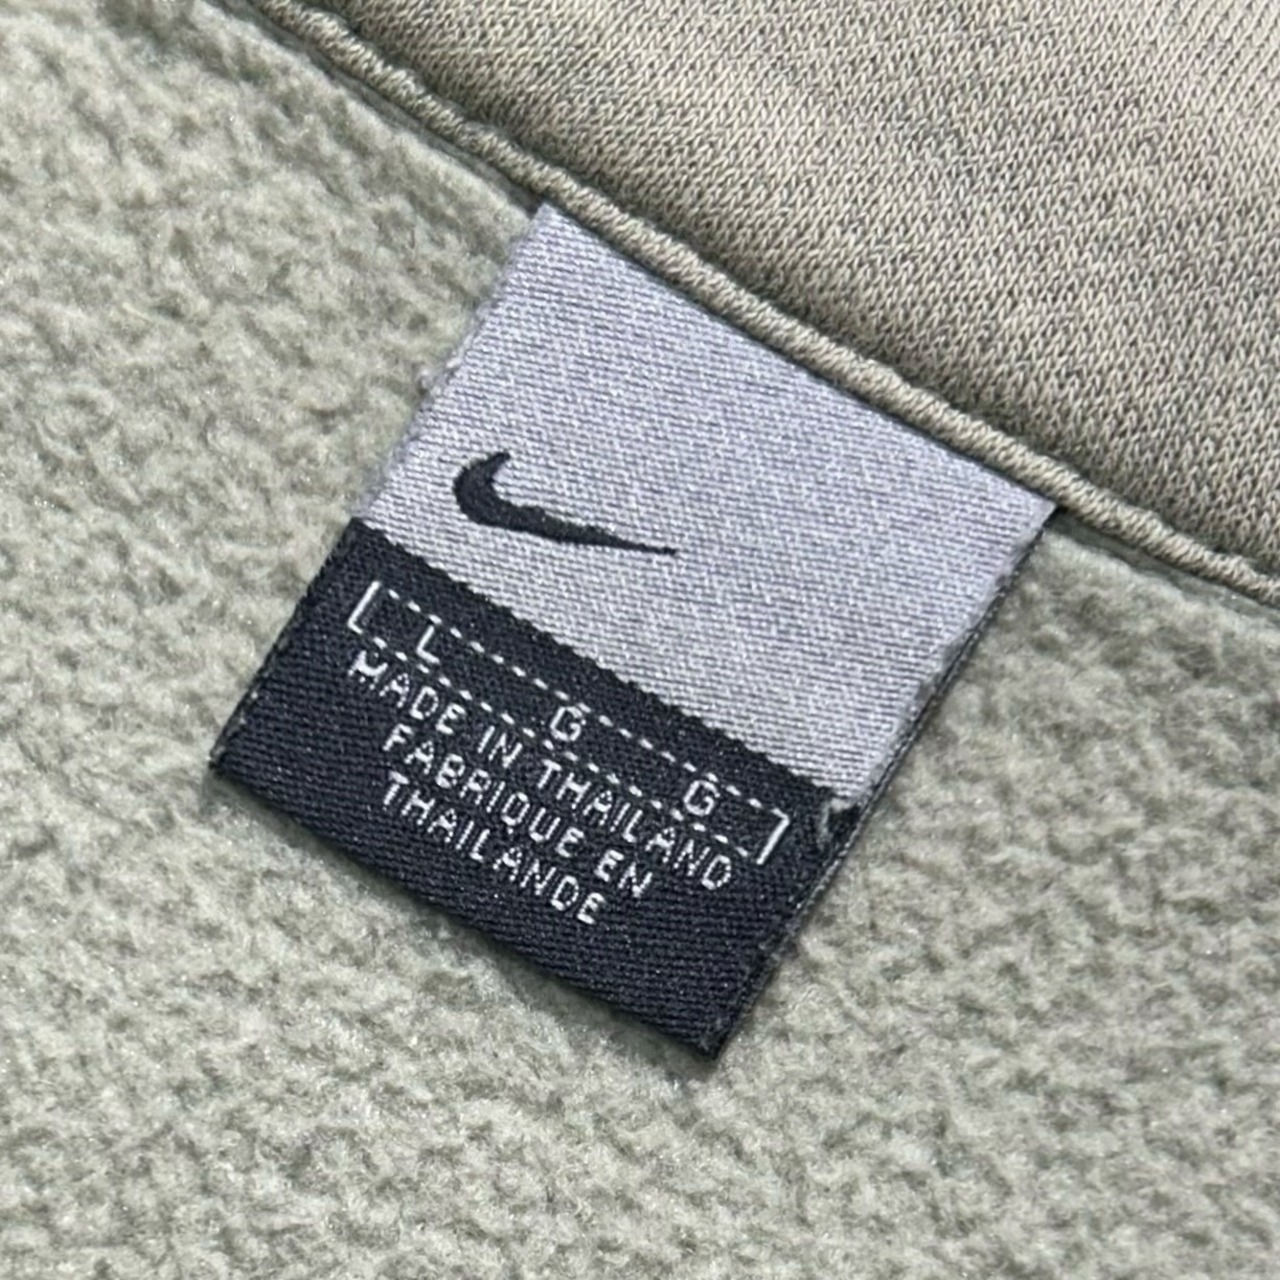 L G G
MADE IN THAILAND
FABRIQUE EN
THAILANDE